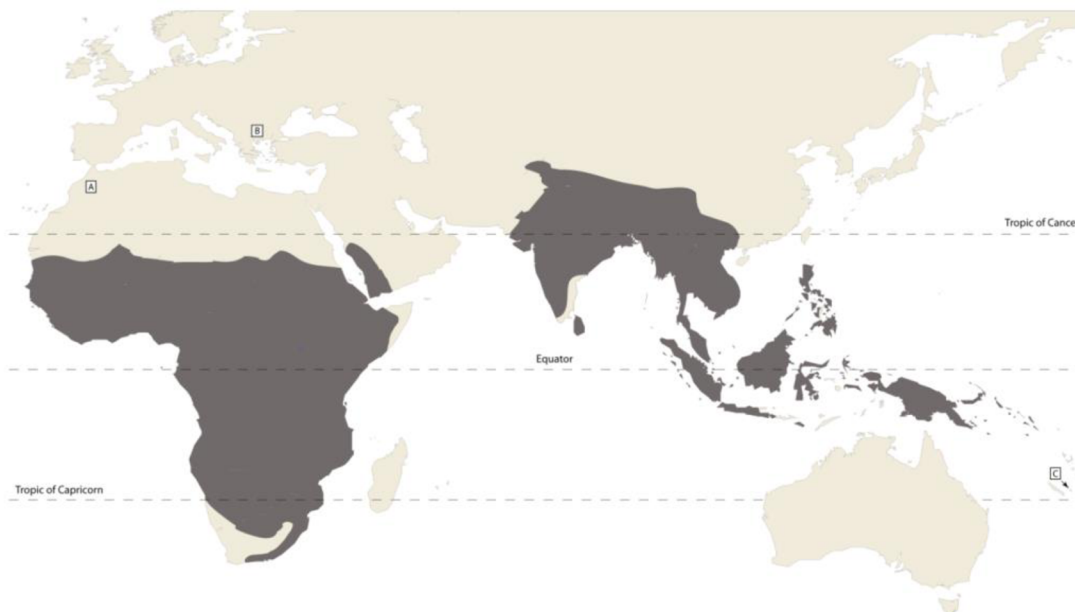 B
A
Tropic of Cance
Equator
C
Tropic of Capricorn